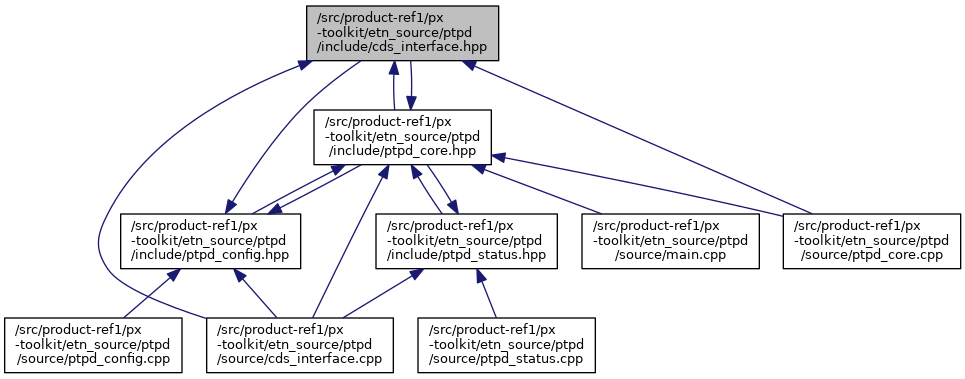 /src/product-ref1/px
-toolkit/etn_source/ptpd
/include/cds_interface.hpp
/src/product-ref1/px
-toolkit/etn_source/ptpd
/include/ptpd_core.hpp
/src/product-ref1/px
-toolkit/etn_source/ptpd
/include/ptpd_config.hpp
/src/product-ref1/px
-toolkit/etn_source/ptpd
/include/ptpd_status.hpp
/src/product-ref1/px
-toolkit/etn_source/ptpd
/source/main.cpp
/src/product-ref1/px
-toolkit/etn_source/ptpd
/source/ptpd_core.cpp
/src/product-ref1/px
-toolkit/etn_source/ptpd
/source/ptpd_config.cpp
/src/product-ref1/px
-toolkit/etn_source/ptpd
/source/cds_interface.cpp
/src/product-ref1/px
-toolkit/etn_source/ptpd
/source/ptpd_status.cpp